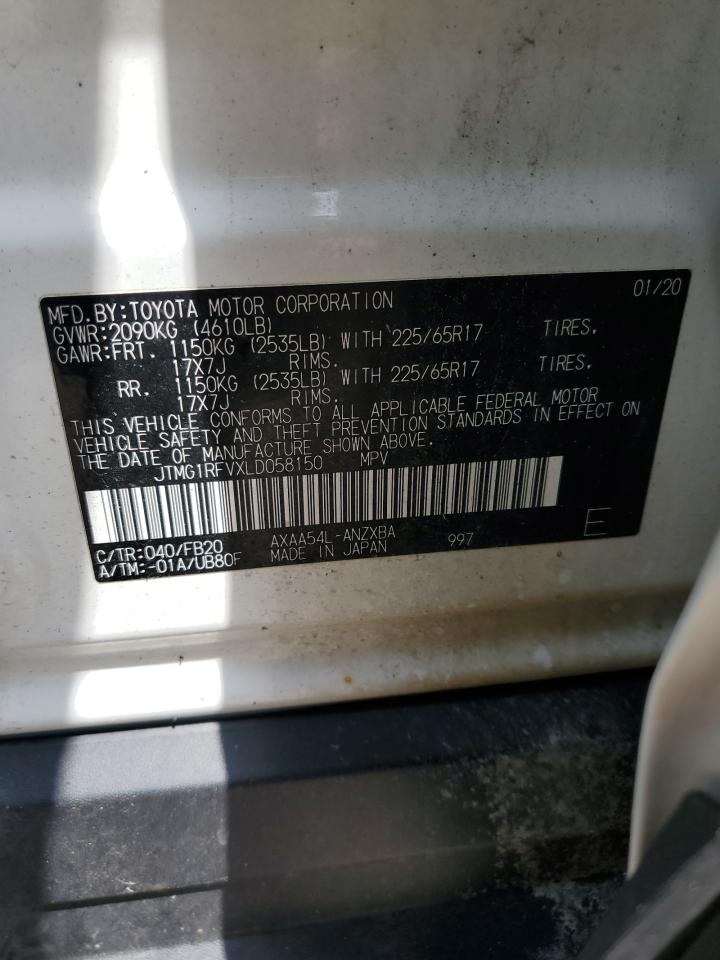 MFD.BY:TOYOTA MOTOR CORPORATION 01/20
GVWR:2090KG (4610LB)
GAWR:FRT. 1150KG (2535LB) WITH 225/65R17 TIRES.
17X7J RIMS.
RR. 1150KG (2535LB) WITH 225/65R17 TIRES.
17X7J RIMS.
THIS VEHICLE CONFORMS TO ALL APPLICABLE FEDERAL MOTOR
VEHICLE SAFETY AND THEFT PREVENTION STANDARDS IN EFFECT ON
THE DATE OF MANUFACTURE SHOWN ABOVE.
JTMG1RFVXLD058150 MPV
C/TR:040/FB20 AXAA54L-ANZXBA 997 E
A/TM:-01A/UB80F MADE IN JAPAN